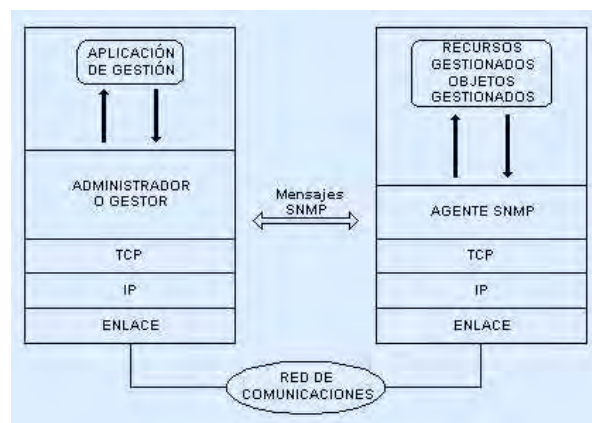 APLICACIÓN
DE GESTIÓN
ADMINISTRADOR
O GESTOR
TCP
IP
ENLACE
Mensajes
SNMP
RECURSOS
GESTIONADOS
OBJETOS
GESTIONADOS
AGENTE SNMP
TCP
IP
ENLACE
RED DE
COMUNICACIONES